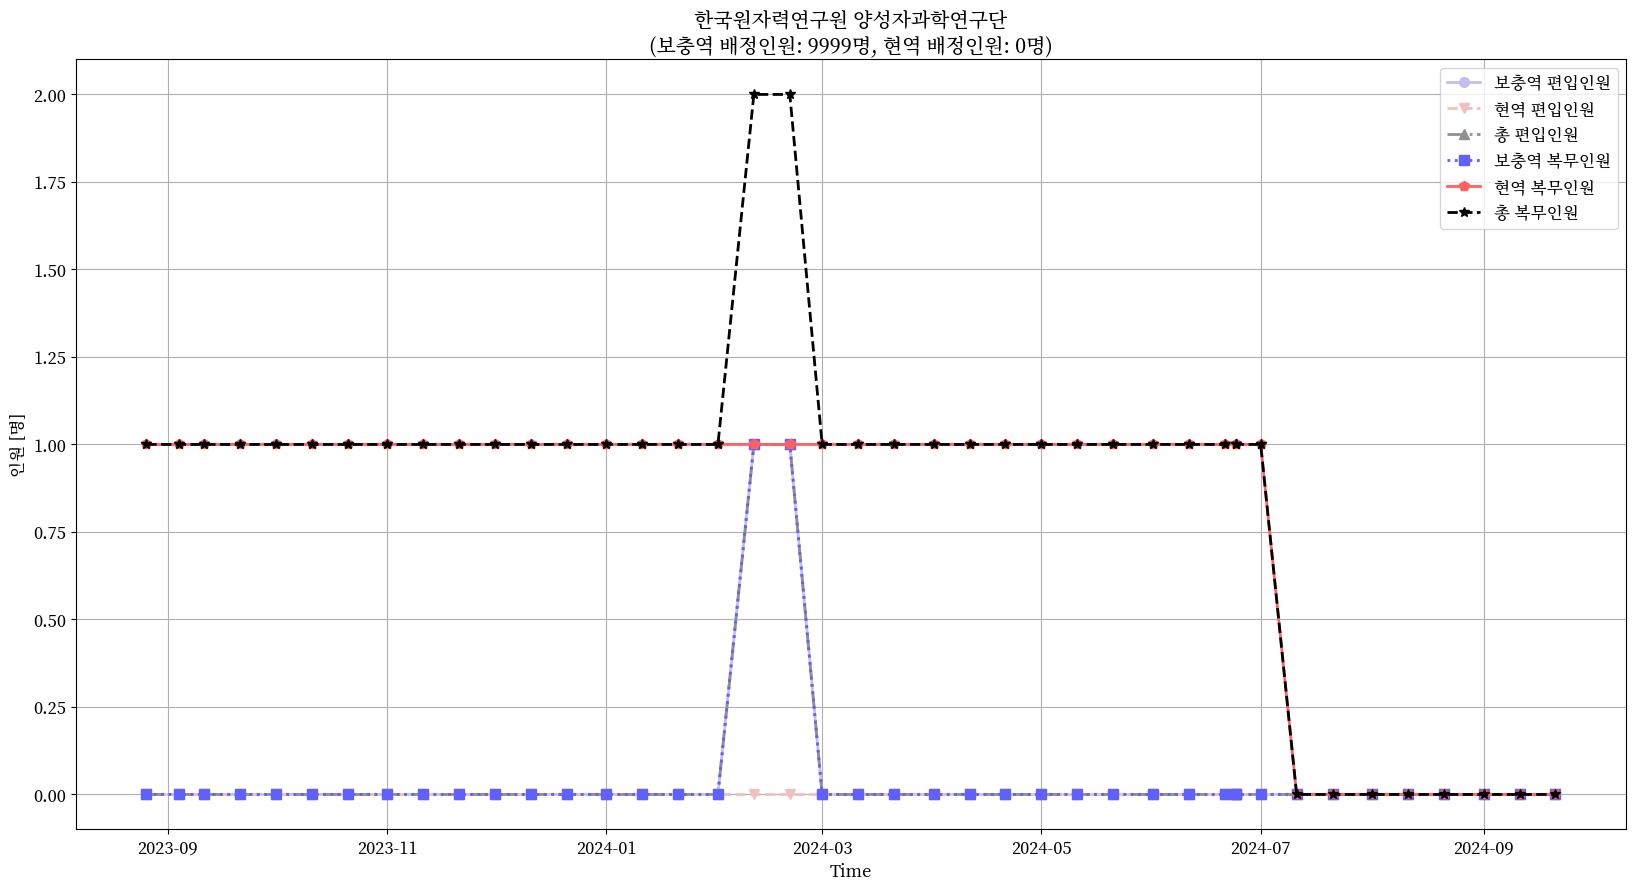 한국원자력연구원 양성자과학연구단
(보충역 배정인원: 9999명, 현역 배정인원: 0명)
보충역 편입인원
현역 편입인원
총 편입인원
보충역 복무인원
현역 복무인원
총 복무인원
2.00
1.75
1.50
1.25
1.00
0.75
0.50
0.25
0.00
인원 [명]
2023-09
2023-11
2024-01
2024-03
2024-05
2024-07
2024-09
Time